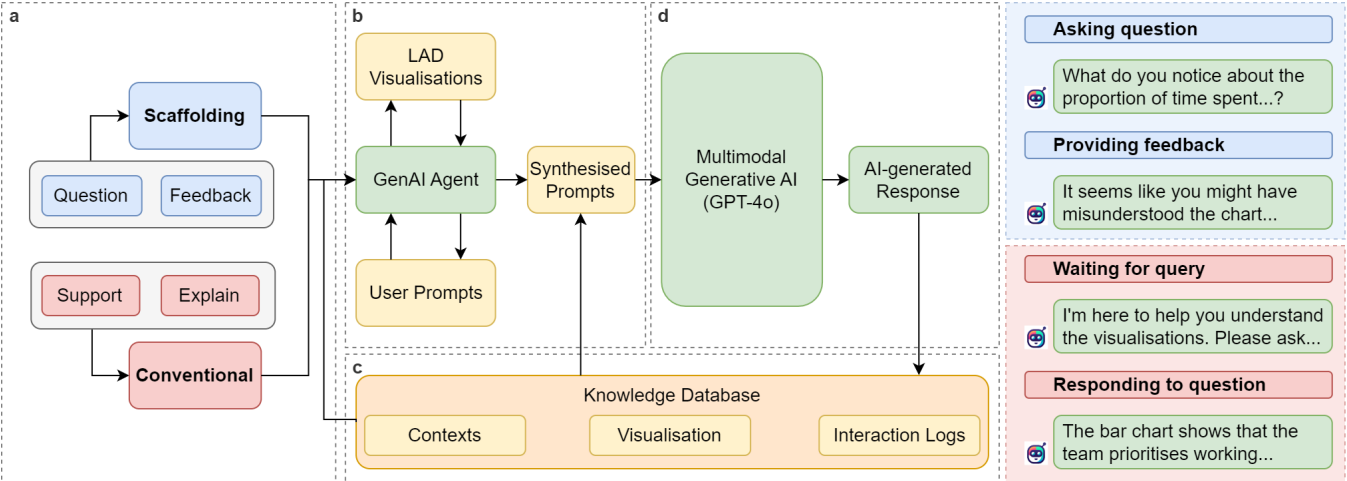 a
Scaffolding
Question
Feedback
Support
Explain
Conventional
b
LAD
Visualisations
GenAI Agent
User Prompts
Synthesised
Prompts
d
Multimodal
Generative AI
(GPT-4o)
AI-generated
Response
c
Knowledge Database
Contexts
Visualisation
Interaction Logs
Asking question
What do you notice about the
proportion of time spent...?
Providing feedback
It seems like you might have
misunderstood the chart...
Waiting for query
I'm here to help you understand
the visualisations. Please ask...
Responding to question
The bar chart shows that the
team prioritises working...